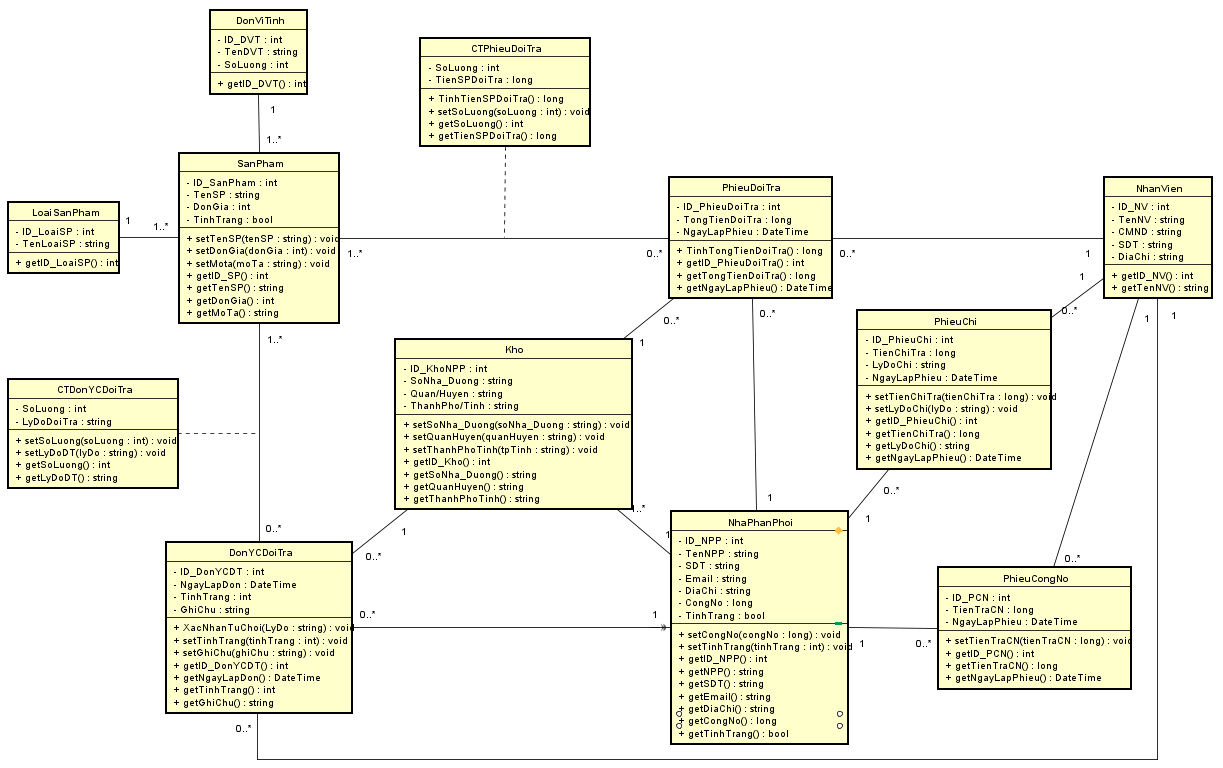 DonViTinh
- ID_DVT : int
- TenDVT : string
- SoLuong : int
+ getID_DVT() : int
1
1..*
CTPhieuDoiTra
- SoLuong : int
- TienSPDoiTra : long
+ TinhTienSPDoiTra() : long
+ setSoLuong(soLuong : int) : void
+ getSoLuong() : int
+ getTienSPDoiTra() : long
LoaiSanPham
- ID_LoaiSP : int
- TenLoaiSP : string
+ getID_LoaiSP() : int
1
1..*
SanPham
- ID_SanPham : int
- TenSP : string
- DonGia : int
- TinhTrang : bool
+ setTenSP(tenSP : string) : void
+ setDonGia(donGia : int) : void
+ setMota(moTa : string) : void
+ getID_SP() : int
+ getTenSP() : string
+ getDonGia() : int
+ getMoTa() : string
1..*
0..*
PhieuDoiTra
- ID_PhieuDoiTra : int
- TongTienDoiTra : long
- NgayLapPhieu : DateTime
+ TinhTongTienDoiTra() : long
+ getID_PhieuDoiTra() : int
+ getTongTienDoiTra() : long
+ getNgayLapPhieu() : DateTime
0..*
1
NhanVien
- ID_NV : int
- TenNV : string
- CMND : string
- SDT : string
- DiaChi : string
+ getID_NV() : int
+ getTenNV() : string
1
0..*
1
1
0..*
0..*
1
1..*
Kho
- ID_KhoNPP : int
- SoNha_Duong : string
- Quan/Huyen : string
- ThanhPho/Tinh : string
+ setSoNha_Duong(soNha_Duong : string) : void
+ setQuanHuyen(quanHuyen : string) : void
+ setThanhPhoTinh(tpTinh : string) : void
+ getID_Kho() : int
+ getSoNha_Duong() : string
+ getQuanHuyen() : string
+ getThanhPhoTinh() : string
PhieuChi
- ID_PhieuChi : int
- TienChiTra : long
- LyDoChi : string
- NgayLapPhieu : DateTime
+ setTienChiTra(tienChiTra : long) : void
+ setLyDoChi(lyDo : string) : void
+ getID_PhieuChi() : int
+ getTienChiTra() : long
+ getLyDoChi() : string
+ getNgayLapPhieu() : DateTime
CTDonYCDoiTra
- SoLuong : int
- LyDoDoiTra : string
+ setSoLuong(soLuong : int) : void
+ setLyDoDT(lyDo : string) : void
+ getSoLuong() : int
+ getLyDoDT() : string
0..*
1
0..*
1..*
1
1
0..*
1
0..*
DonYCDoiTra
- ID_DonYCDT : int
- NgayLapDon : DateTime
- TinhTrang : int
- GhiChu : string
+ XacNhanTuChoi(LyDo : string) : void
+ setTinhTrang(tinhTrang : int) : void
+ setGhiChu(ghiChu : string) : void
+ getID_DonYCDT() : int
+ getNgayLapDon() : DateTime
+ getTinhTrang() : int
+ getGhiChu() : string
0..*
1
NhaPhanPhoi
- ID_NPP : int
- TenNPP : string
- SDT : string
- Email : string
- DiaChi : string
- CongNo : long
- TinhTrang : bool
+ setCongNo(congNo : long) : void
+ setTinhTrang(tinhTrang : int) : void
+ getID_NPP() : int
+ getNPP() : string
+ getSDT() : string
+ getEmail() : string
+ getDiaChi() : string
+ getCongNo() : long
+ getTinhTrang() : bool
1
0..*
PhieuCongNo
- ID_PCN : int
- TienTraCN : long
- NgayLapPhieu : DateTime
+ setTienTraCN(tienTraCN : long) : void
+ getID_PCN() : int
+ getTienTraCN() : long
+ getNgayLapPhieu() : DateTime
0..*